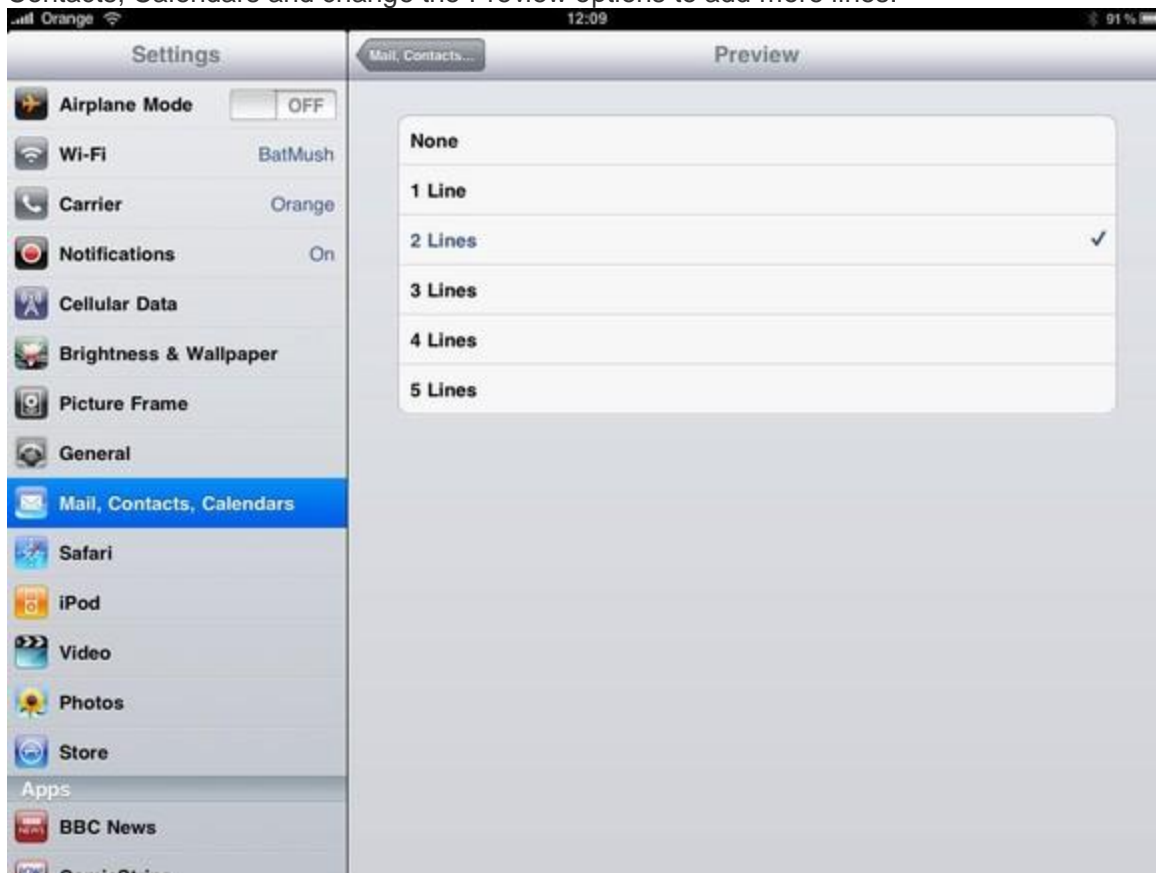 Contacts, Calendars and change the Preview options to add more lines.
Orange 12:09 91 %
Settings
Mail, Contacts... Preview
Airplane Mode OFF
Wi-Fi BatMush
Carrier Orange
Notifications On
Cellular Data
Brightness & Wallpaper
Picture Frame
General
Mail, Contacts, Calendars
Safari
iPod
Video
Photos
Store
Apps
NEWS BBC News
None
1 Line
2 Lines
3 Lines
4 Lines
5 Lines